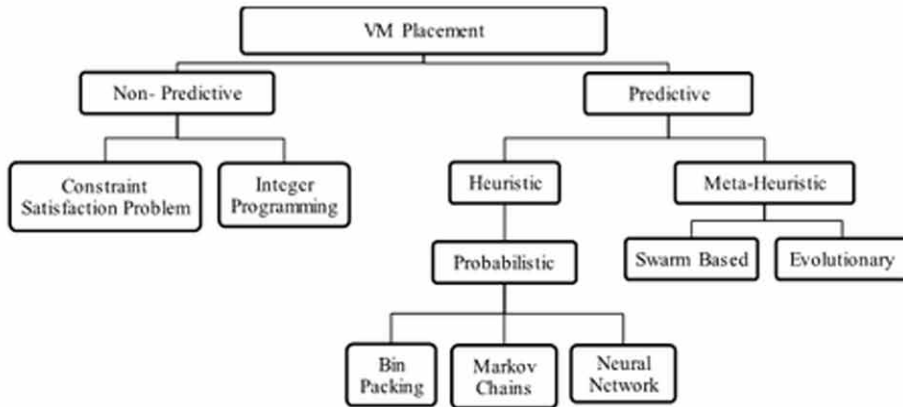 VM Placement
Non- Predictive
Predictive
Constraint
Satisfaction Problem
Integer
Programming
Heuristic
Meta-Heuristic
Probabilistic
Swarm Based
Evolutionary
Bin
Packing
Markov
Chains
Neural
Network